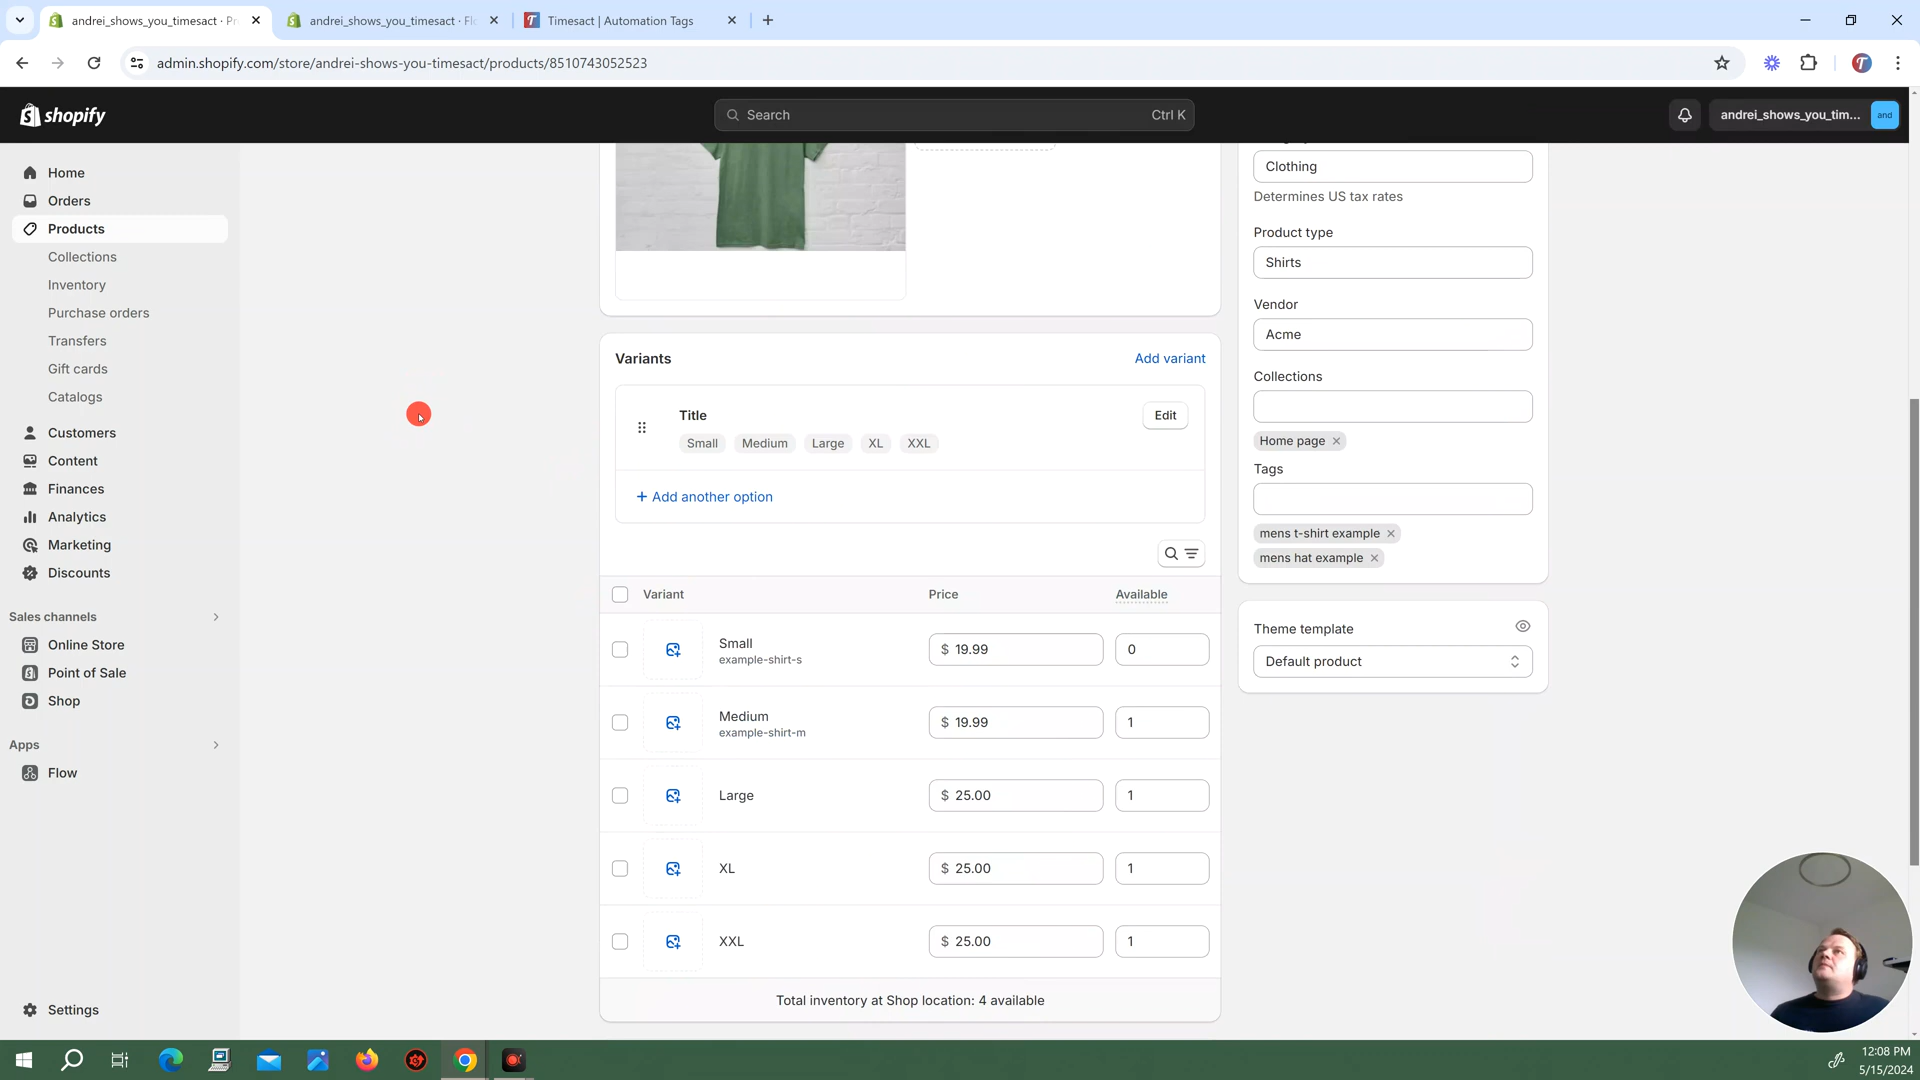 andrei_shows_you_timesact · Pr
andrei_shows_you_timesact · Flo
Timesact | Automation Tags
admin.shopify.com/store/andrei-shows-you-timesact/products/8510743052523
shopify
Search
Ctrl K
andrei_shows_you_tim...
and
Home
Orders
Products
Collections
Inventory
Purchase orders
Transfers
Gift cards
Catalogs
Customers
Content
Finances
Analytics
Marketing
Discounts
Sales channels
Online Store
Point of Sale
Shop
Apps
Flow
Settings
Variants
Add variant
Title
Edit
Small Medium Large XL XXL
+ Add another option
Variant Price Available
Small $ 19.99 0
example-shirt-s
Medium $ 19.99 1
example-shirt-m
Large $ 25.00 1
XL $ 25.00 1
XXL $ 25.00 1
Total inventory at Shop location: 4 available
Clothing
Determines US tax rates
Product type
Shirts
Vendor
Acme
Collections
Home page
Tags
mens t-shirt example
mens hat example
Theme template
Default product
12:08 PM
5/15/2024